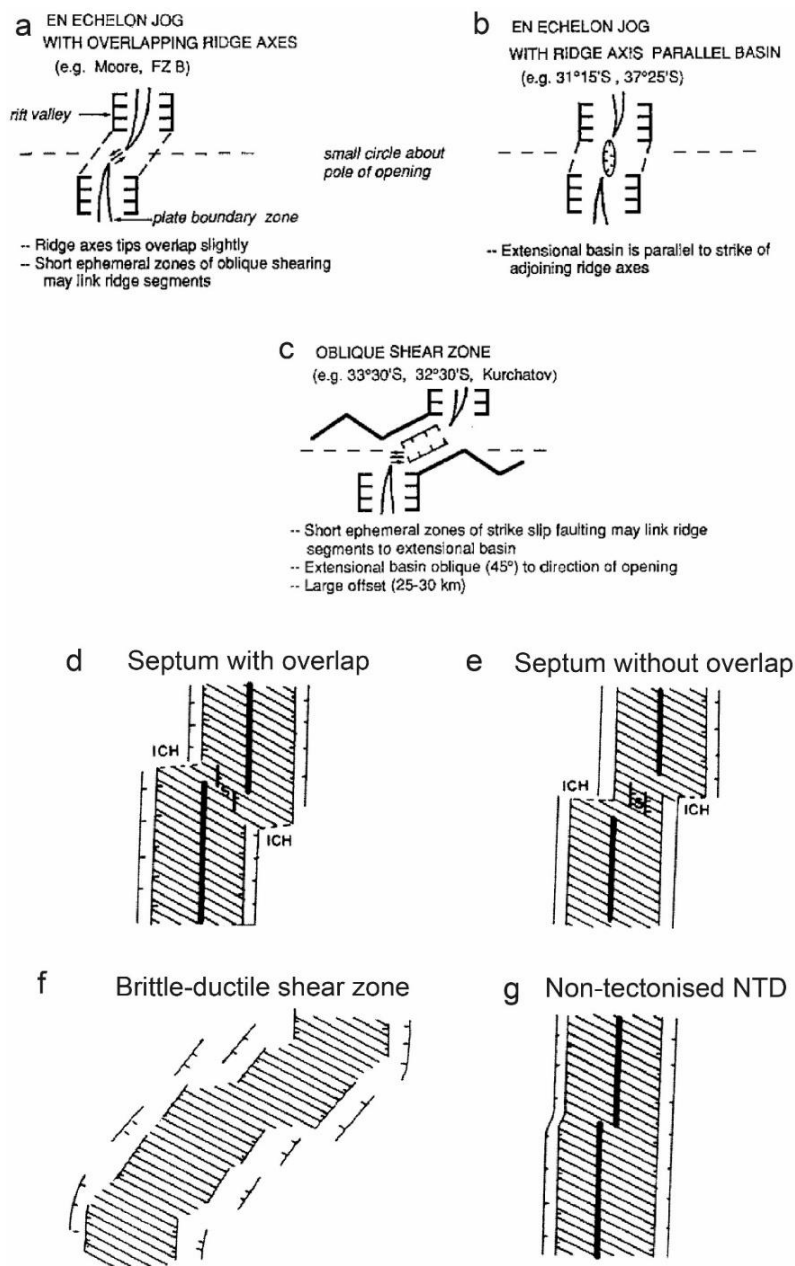 a EN ECHELON JOG
WITH OVERLAPPING RIDGE AXES
(e.g. Moore, FZ B)
rift valley
plate boundary zone
-- Ridge axes tips overlap slightly
-- Short ephemeral zones of oblique shearing
may link ridge segments
small circle about
pole of opening
b EN ECHELON JOG
WITH RIDGE AXIS PARALLEL BASIN
(e.g. 31°15'S , 37°25'S)
-- Extensional basin is parallel to strike of
adjoining ridge axes
c OBLIQUE SHEAR ZONE
(e.g. 33°30'S, 32°30'S, Kurchatov)
-- Short ephemeral zones of strike slip faulting may link ridge
segments to extensional basin
-- Extensional basin oblique (45°) to direction of opening
-- Large offset (25-30 km)
d Septum with overlap
ICH
S
ICH
e Septum without overlap
ICH
S
ICH
f Brittle-ductile shear zone
g Non-tectonised NTD